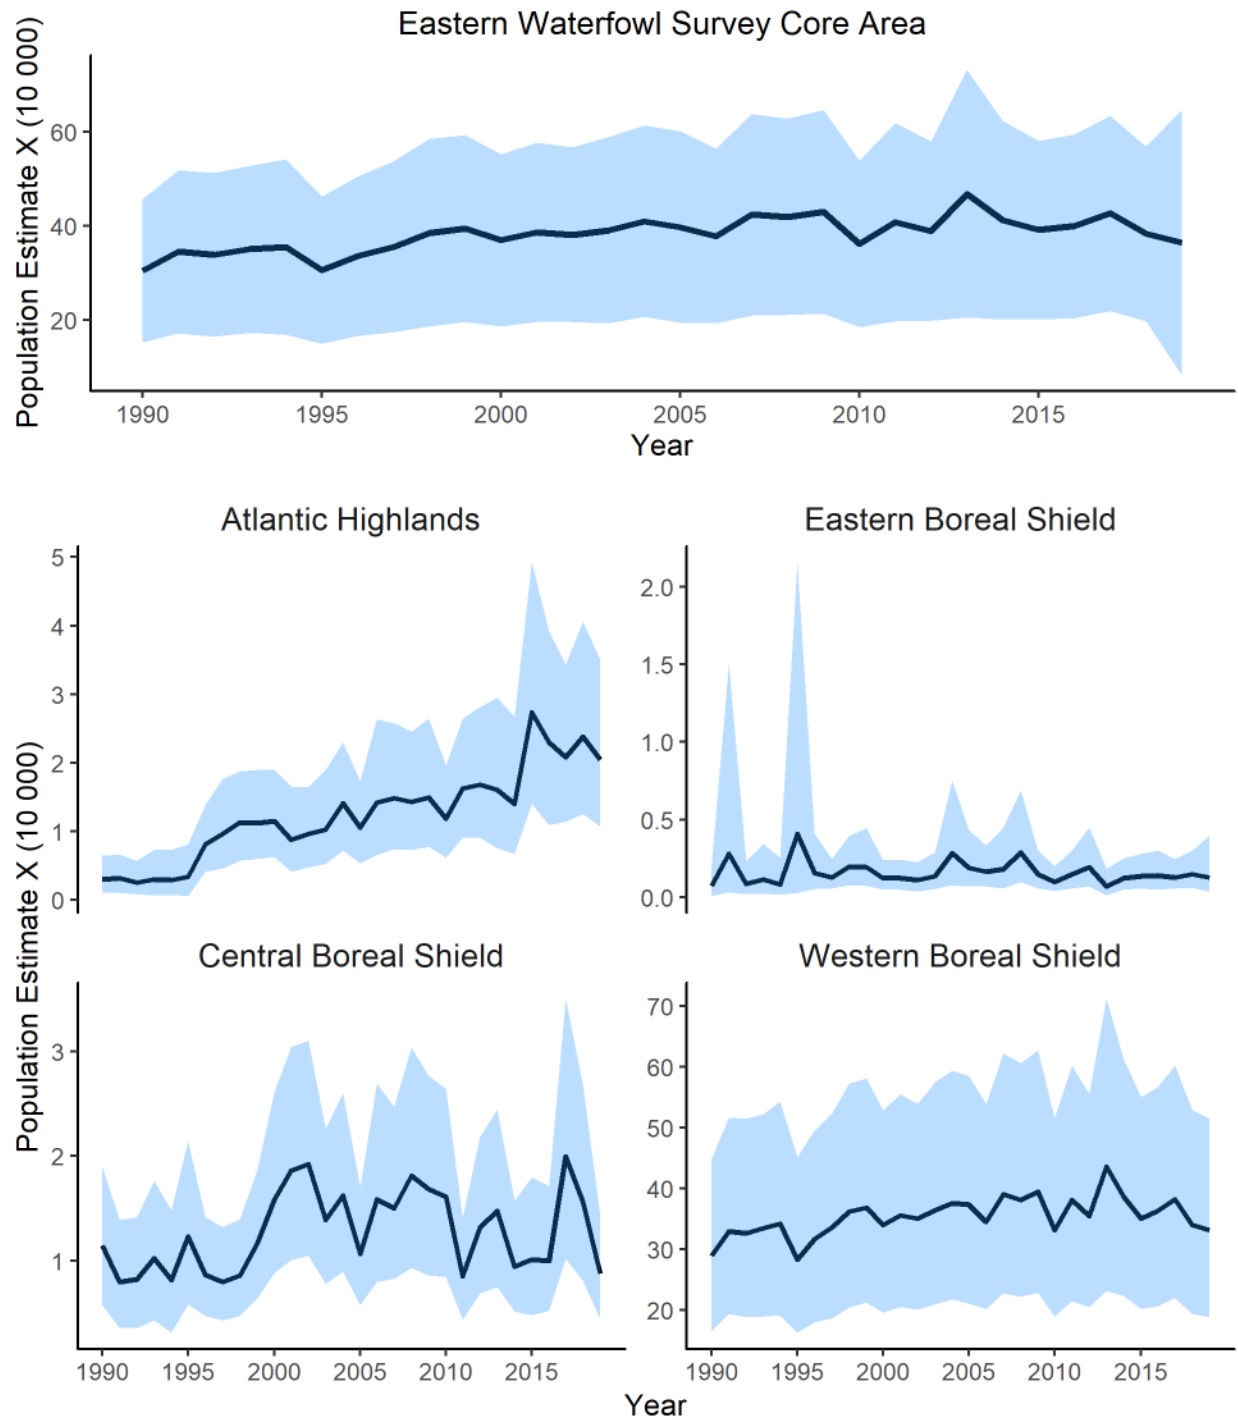 Eastern Waterfowl Survey Core Area
Population Estimate X (10 000)
60
40
20
1990 1995 2000 2005 2010 2015
Year
Population Estimate X (10 000)
Atlantic Highlands
5
4
3
2
1
0
Eastern Boreal Shield
2.0
1.5
1.0
0.5
0.0
Central Boreal Shield
3
2
1
1990 1995 2000 2005 2010 2015
Western Boreal Shield
70
60
50
40
30
20
1990 1995 2000 2005 2010 2015
Year